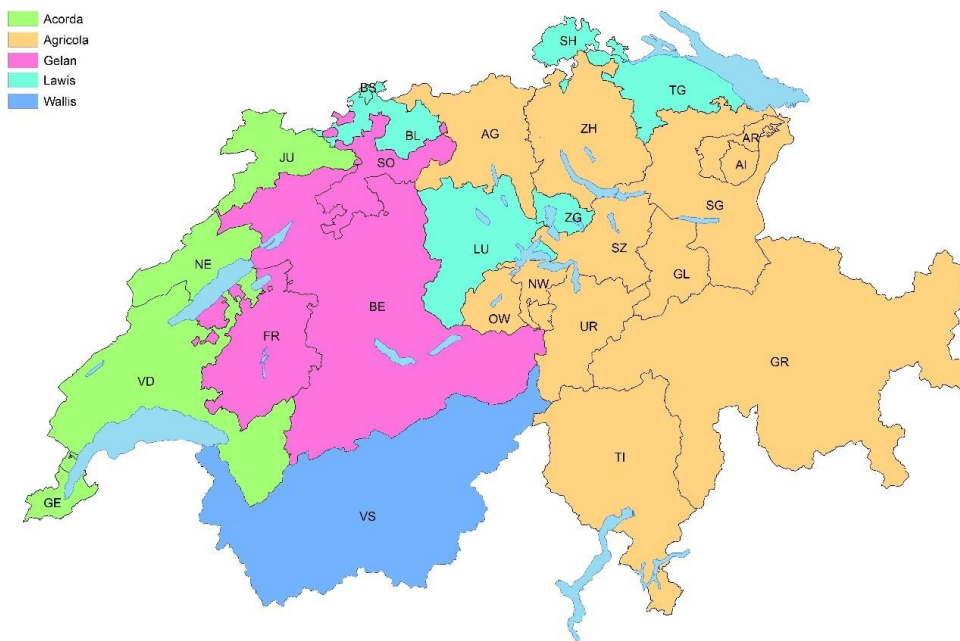 Acorda
Agricola
Gelan
Lawis
Wallis
SH
BS
TG
BL
AG
ZH
AR
JU
SO
AI
SG
ZG
LU
SZ
NE
GL
NW
BE
OW
UR
FR
GR
VD
TI
GE
VS